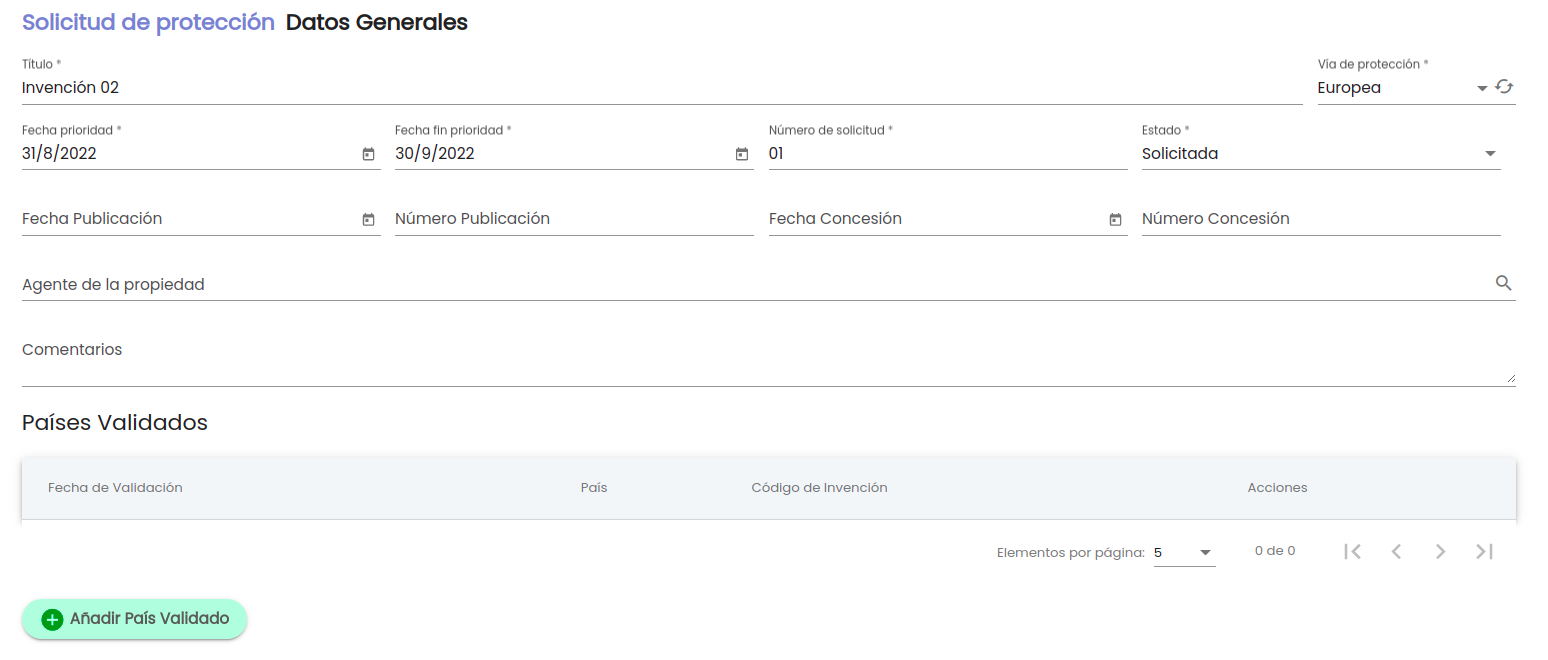 Solicitud de protección Datos Generales
Título * Vía de protección *
Invención 02 Europea
Fecha prioridad * Fecha fin prioridad * Número de solicitud * Estado *
31/8/2022 30/9/2022 01 Solicitada
Fecha Publicación Número Publicación Fecha Concesión Número Concesión
Agente de la propiedad
Comentarios
Países Validados
Fecha de Validación País Código de Invención Acciones
Elementos por página: 5 0 de 0
Añadir País Validado